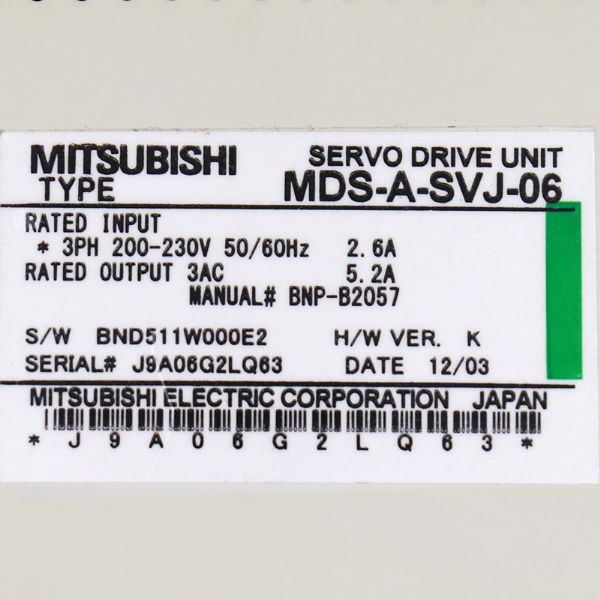 MITSUBISHI SERVO DRIVE UNIT
TYPE MDS-A-SVJ-06
RATED INPUT
* 3PH 200-230V 50/60Hz 2.6A
RATED OUTPUT 3AC 5.2A
MANUAL# BNP-B2057
S/W BND511W000E2 H/W VER. K
SERIAL# J9A06G2LQ63 DATE 12/03
MITSUBISHI ELECTRIC CORPORATION JAPAN
* J 9 A 0 6 G 2 L Q 6 3 *